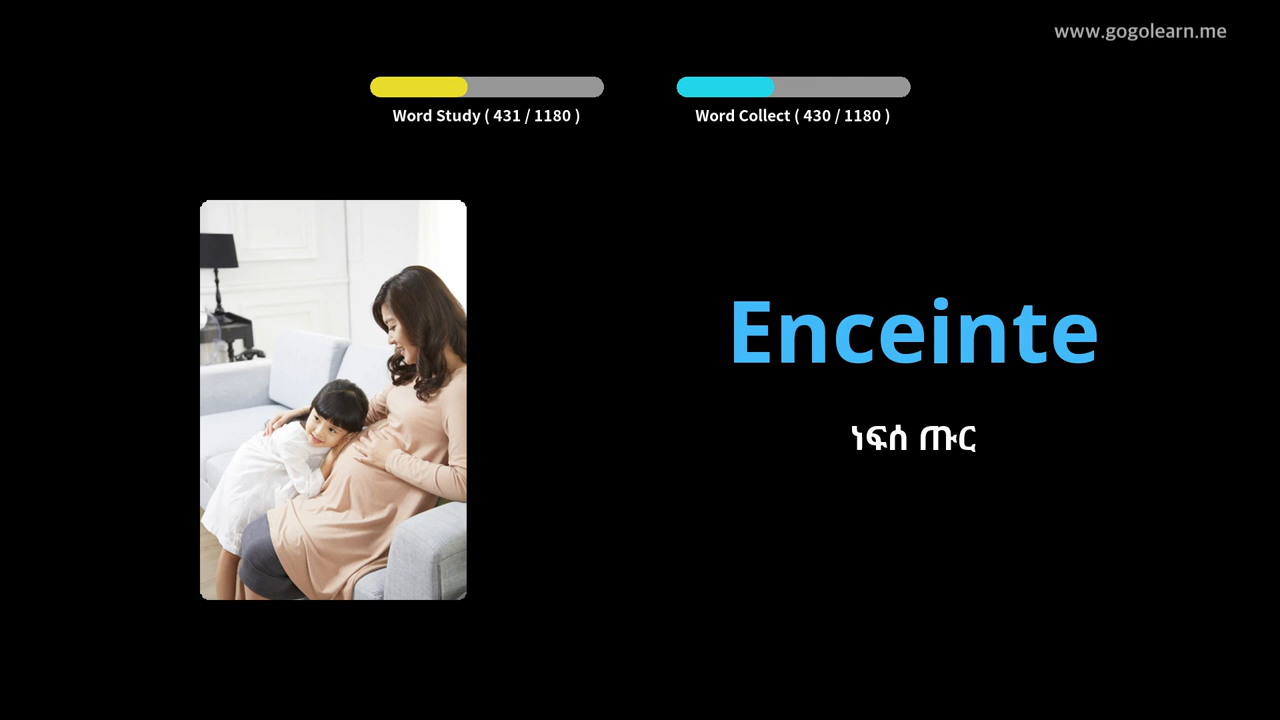 www.gogolearn.me
Word Study ( 431 / 1180 )
Word Collect ( 430 / 1180 )
Enceinte
ነፍሰ ጡር